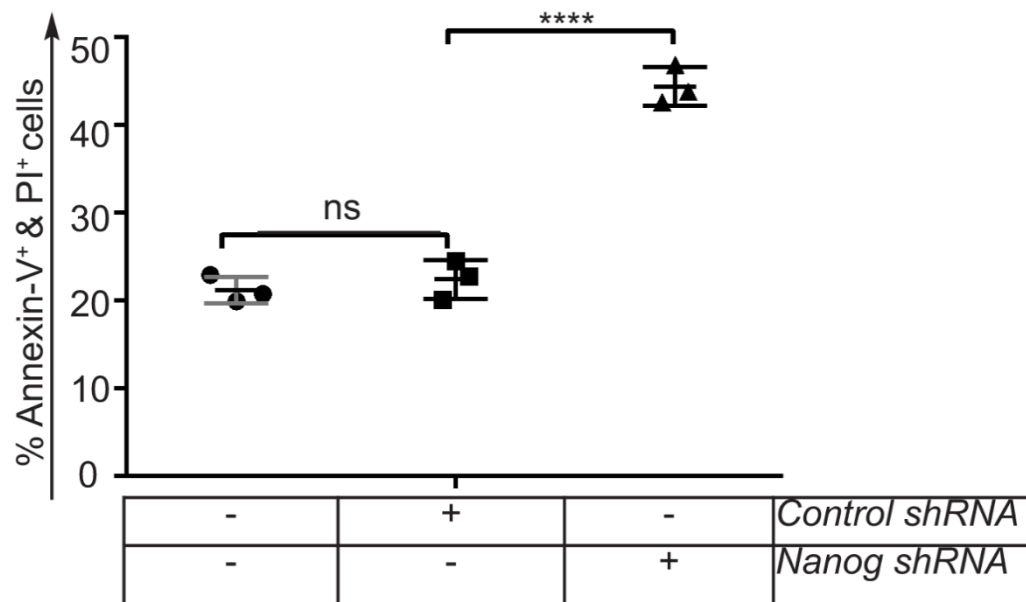 % Annexin-V⁺ & PI⁺ cells
****
50
40
30
ns
20
10
0
- + - Control shRNA
- - + Nanog shRNA